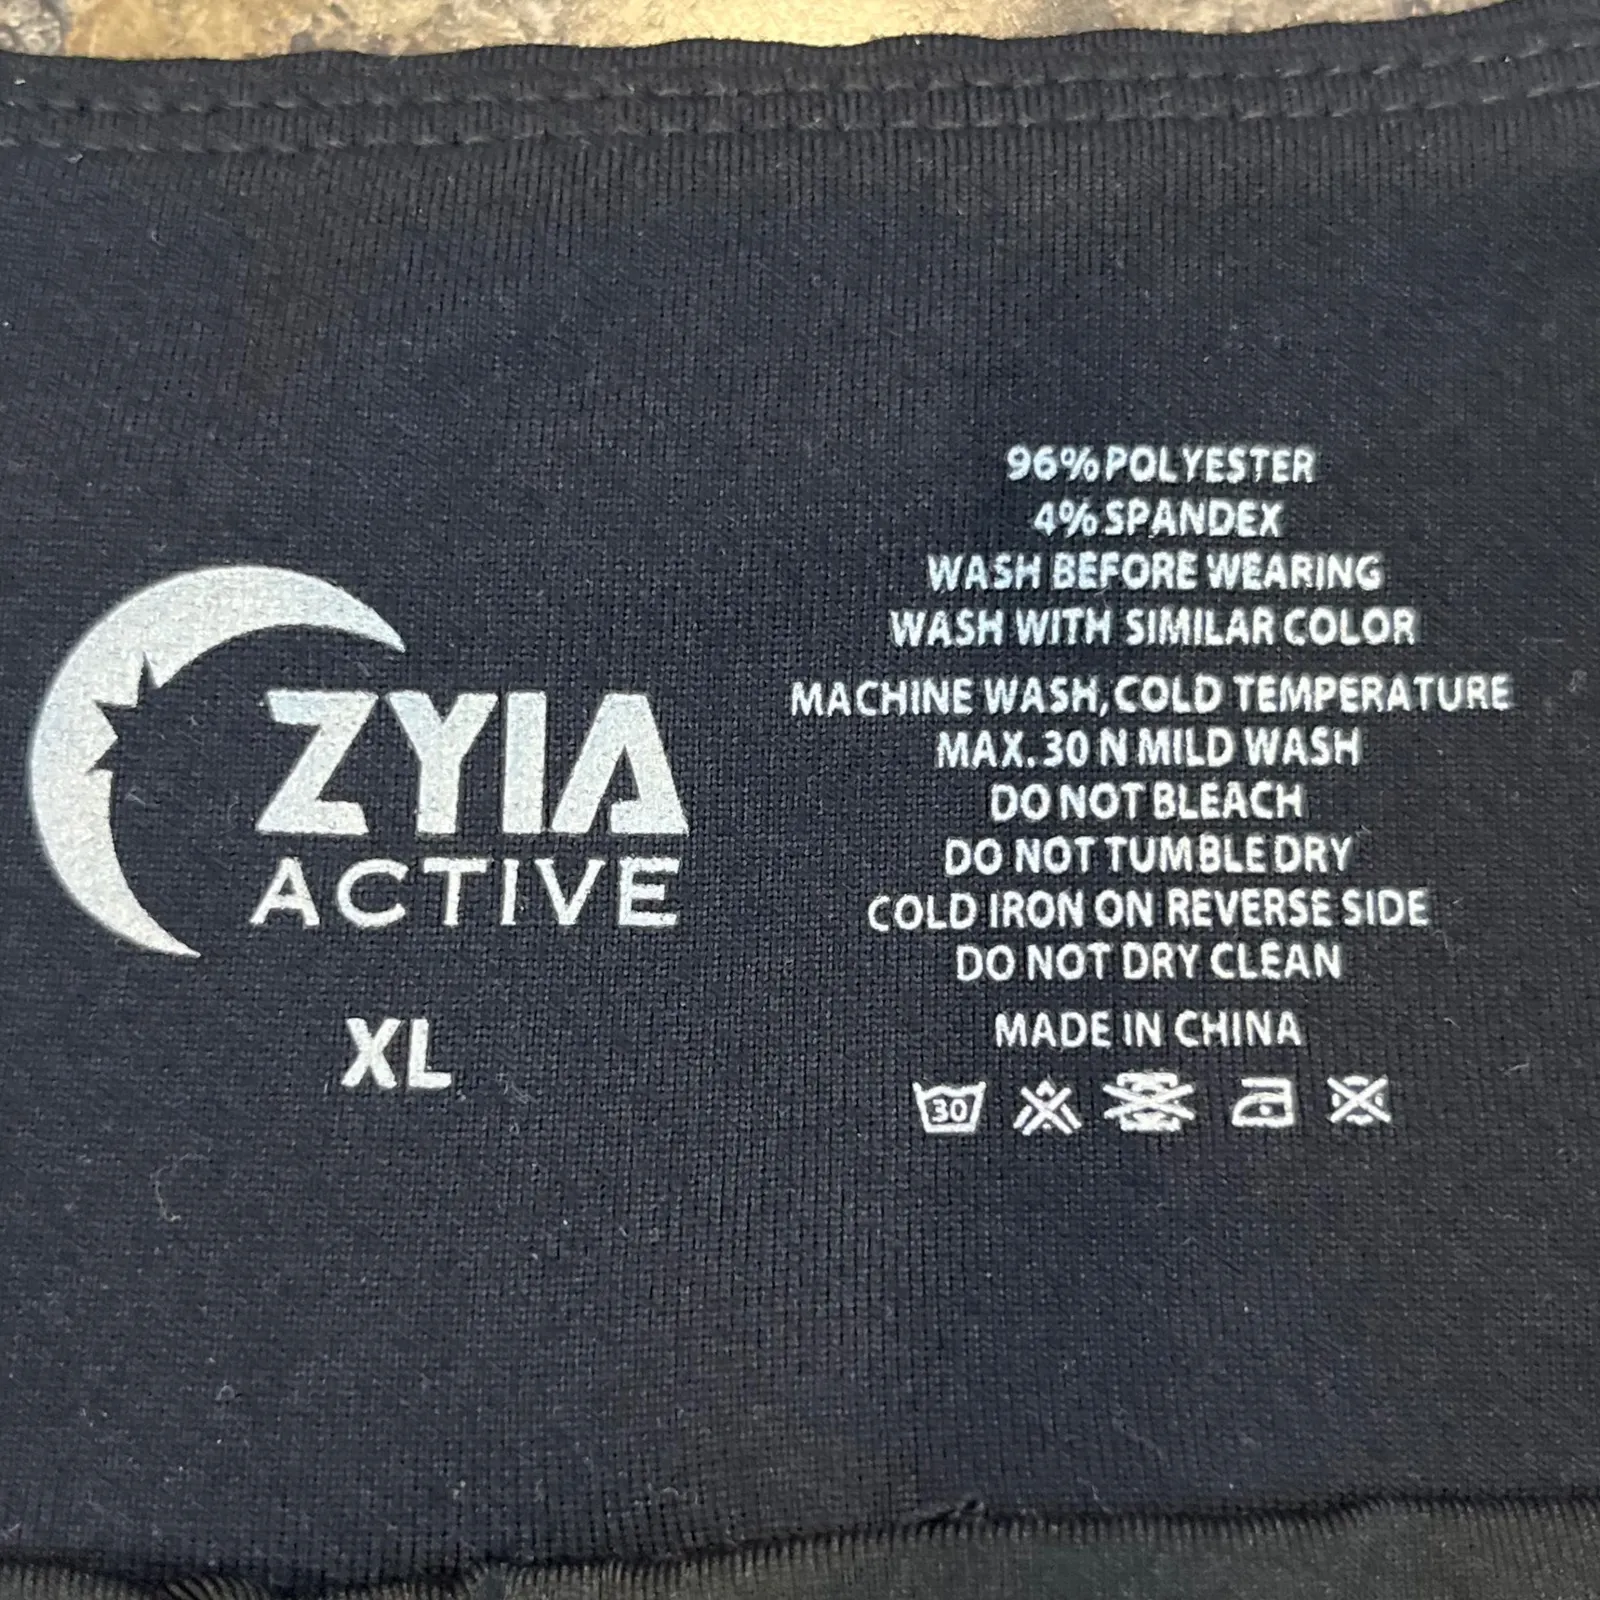 ZYIA
ACTIVE
XL
96% POLYESTER
4% SPANDEX
WASH BEFORE WEARING
WASH WITH SIMILAR COLOR
MACHINE WASH, COLD TEMPERATURE
MAX. 30 N MILD WASH
DO NOT BLEACH
DO NOT TUMBLE DRY
COLD IRON ON REVERSE SIDE
DO NOT DRY CLEAN
MADE IN CHINA
30